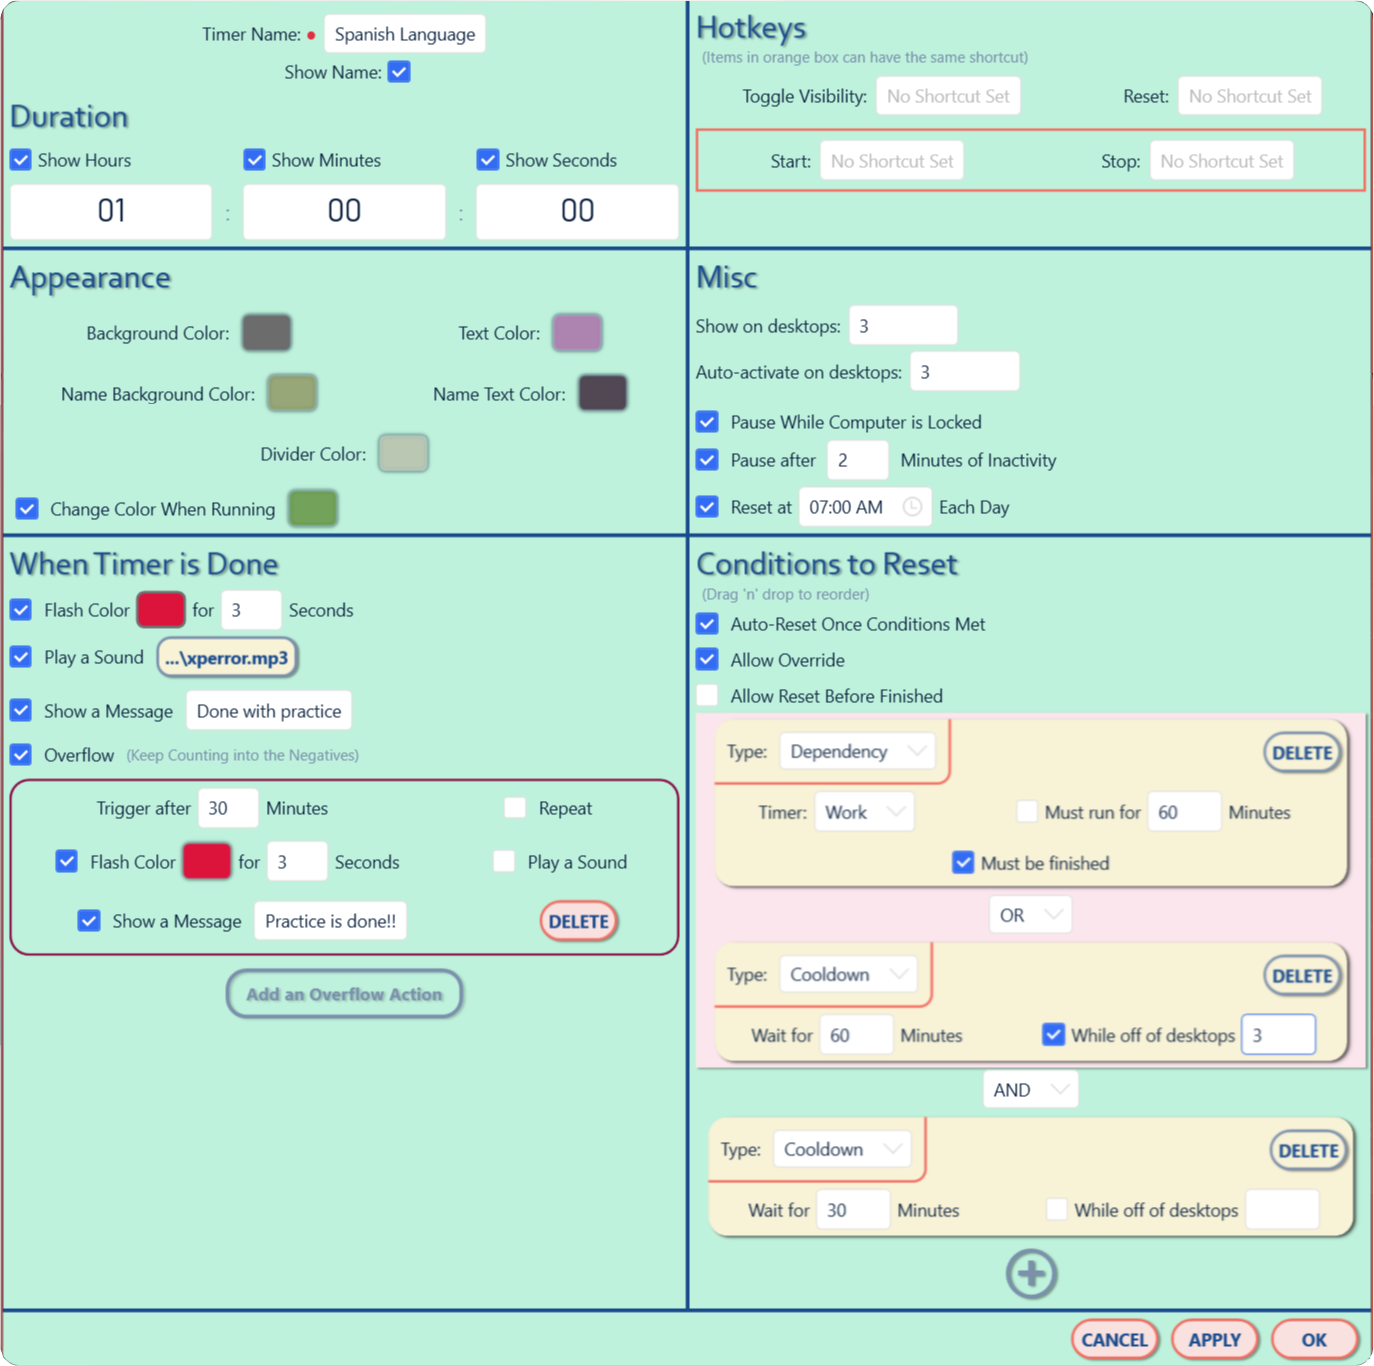 Timer Name: Spanish Language
Show Name:
Duration
Show Hours Show Minutes Show Seconds
01 : 00 : 00
Hotkeys
(Items in orange box can have the same shortcut)
Toggle Visibility: No Shortcut Set Reset: No Shortcut Set
Start: No Shortcut Set Stop: No Shortcut Set
Appearance
Background Color: Text Color:
Name Background Color: Name Text Color:
Divider Color:
Change Color When Running
Misc
Show on desktops: 3
Auto-activate on desktops: 3
Pause While Computer is Locked
Pause after 2 Minutes of Inactivity
Reset at 07:00 AM Each Day
When Timer is Done
Flash Color for 3 Seconds
Play a Sound ...\xperror.mp3
Show a Message Done with practice
Overflow (Keep Counting into the Negatives)
Trigger after 30 Minutes Repeat
Flash Color for 3 Seconds Play a Sound
Show a Message Practice is done!! DELETE
Add an Overflow Action
Conditions to Reset
(Drag 'n' drop to reorder)
Auto-Reset Once Conditions Met
Allow Override
Allow Reset Before Finished
Type: Dependency DELETE
Timer: Work Must run for 60 Minutes
Must be finished
OR
Type: Cooldown DELETE
Wait for 60 Minutes While off of desktops 3
AND
Type: Cooldown DELETE
Wait for 30 Minutes While off of desktops
CANCEL APPLY OK